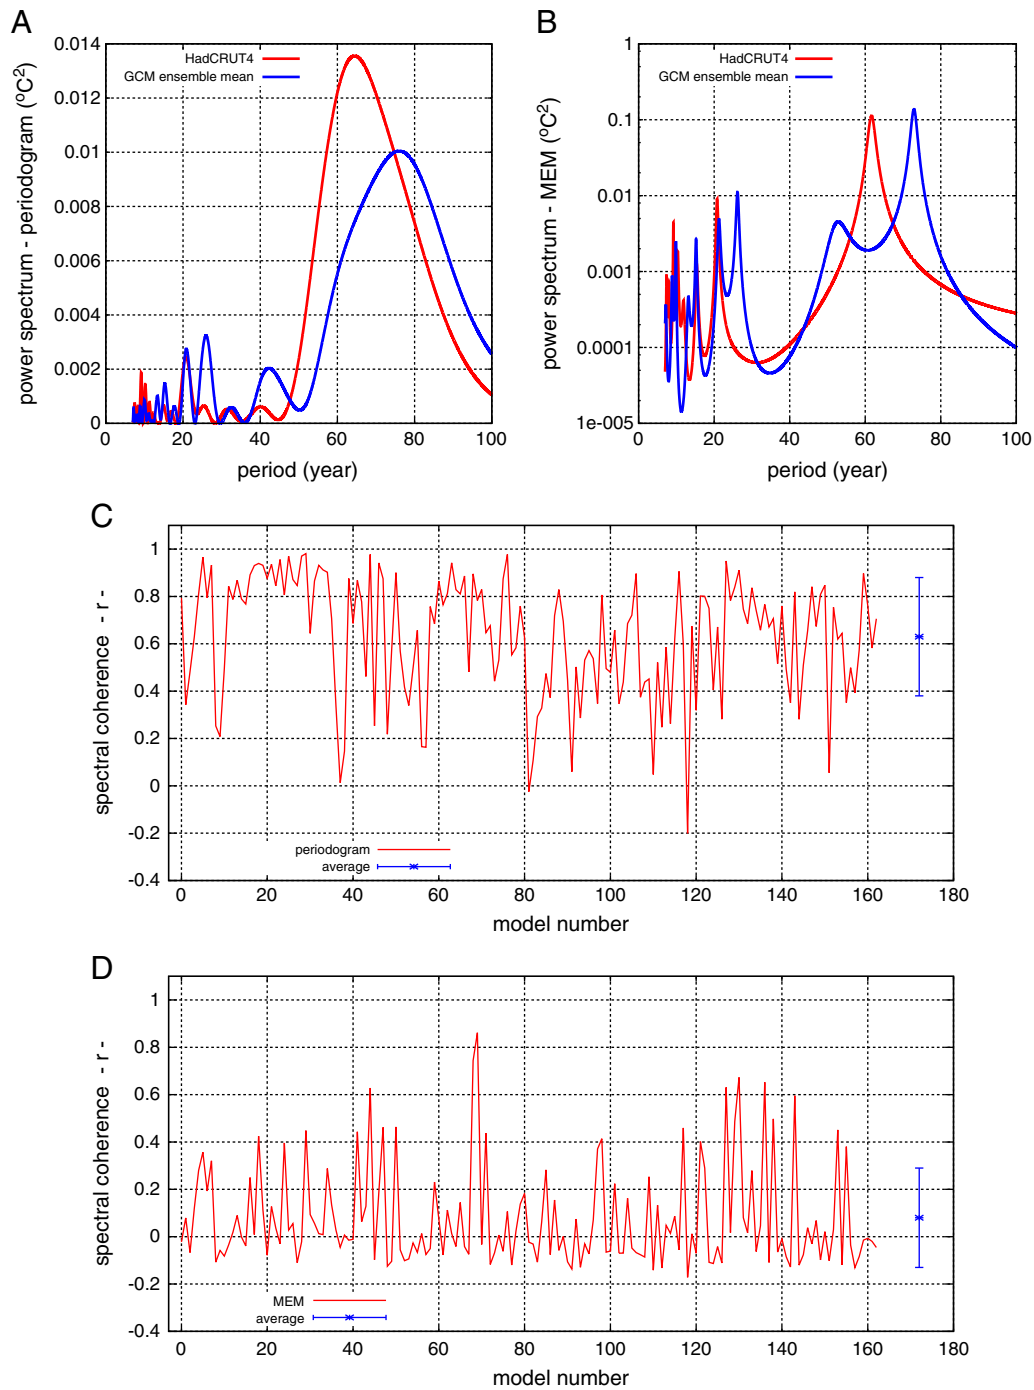 A
power spectrum - periodogram (°C²)
0.014
0.012
0.01
0.008
0.006
0.004
0.002
0
HadCRUT4
GCM ensemble mean
0 20 40 60 80 100
period (year)
B
power spectrum - MEM (°C²)
1
0.1
0.01
0.001
0.0001
1e-005
HadCRUT4
GCM ensemble mean
0 20 40 60 80 100
period (year)
C
spectral coherence - r -
1
0.8
0.6
0.4
0.2
0
-0.2
-0.4
periodogram
average
0 20 40 60 80 100 120 140 160 180
model number
D
spectral coherence - r -
1
0.8
0.6
0.4
0.2
0
-0.2
-0.4
MEM
average
0 20 40 60 80 100 120 140 160 180
model number